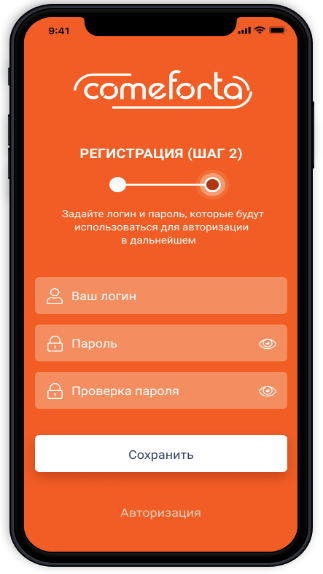 9:41
comeforta
РЕГИСТРАЦИЯ (ШАГ 2)
Задайте логин и пароль, которые будут
использоваться для авторизации
в дальнейшем
Ваш логин
Пароль
Проверка пароля
Сохранить
Авторизация